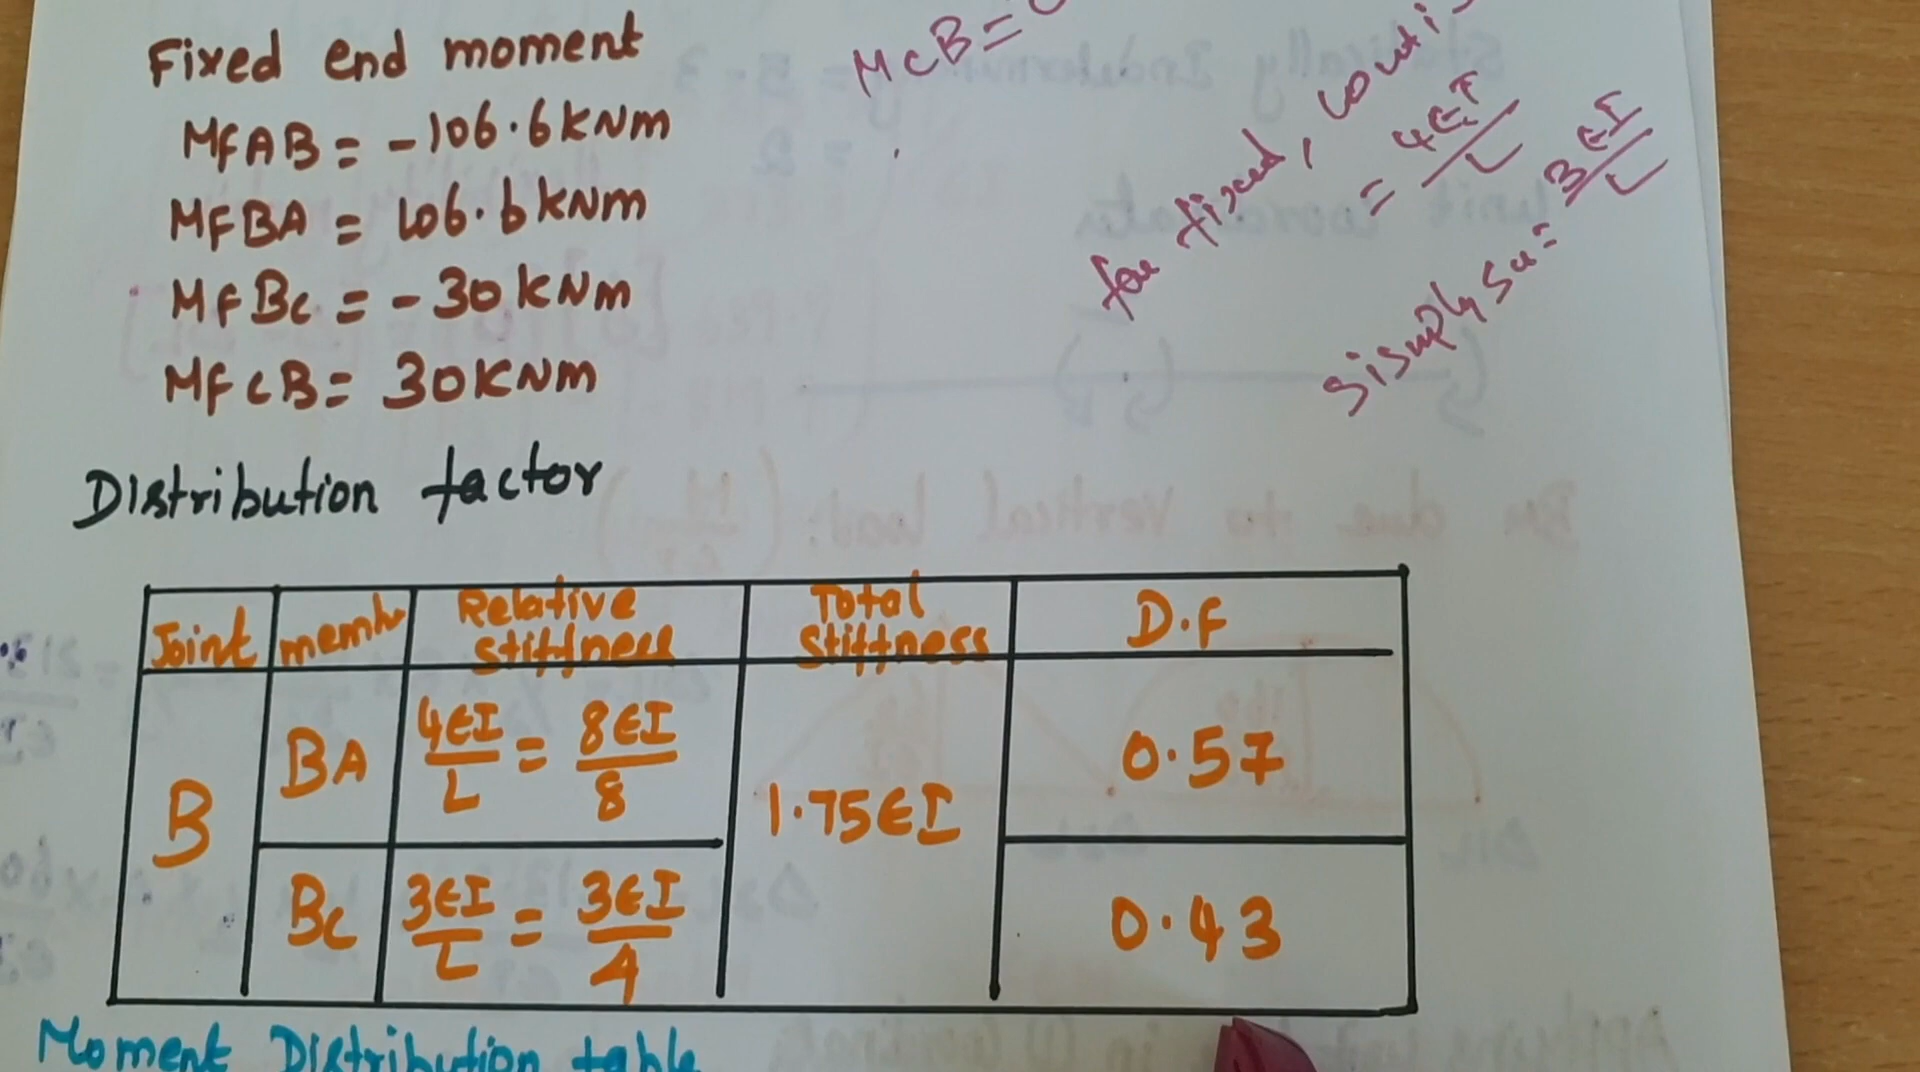 Fixed end moment
MFAB = -106.6kNm
MFBA = 106.6kNm
MFBC = -30kNm
MFCB = 30kNm
MCB=
for fixed,
= 4EI/L
Simply Su= 3EI/L
Distribution factor
Joint | memb | Relative stiffness | Total stiffness | D.F
B | BA | 4EI/L = 8EI/8 | 1.75EI | 0.57
BC | 3EI/L = 3EI/4 | 0.43
Moment Distribution table